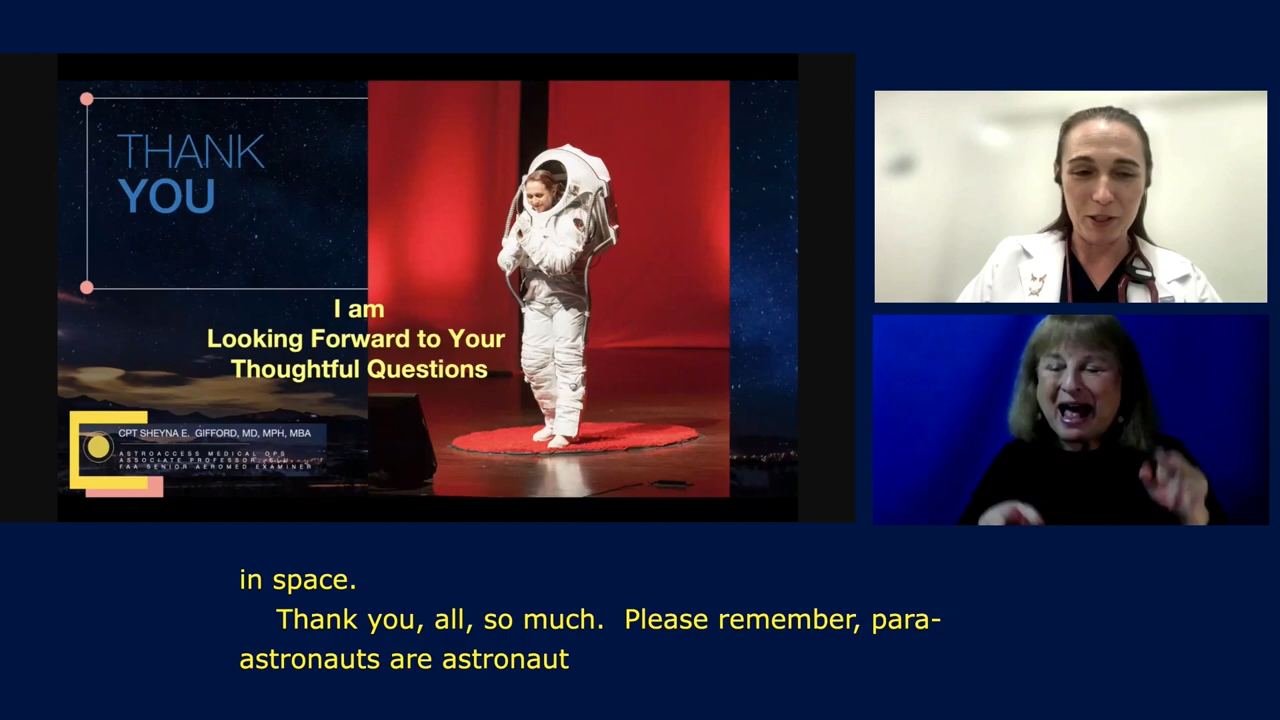 THANK
YOU
I am
Looking Forward to Your
Thoughtful Questions
CPT SHEYNA E. GIFFORD, MD, MPH, MBA
ASTROACCESS MEDICAL OPS
ASSOCIATE PROFESSOR,
FAA SENIOR AEROMED EXAMINER
in space.
Thank you, all, so much. Please remember, para-
astronauts are astronaut